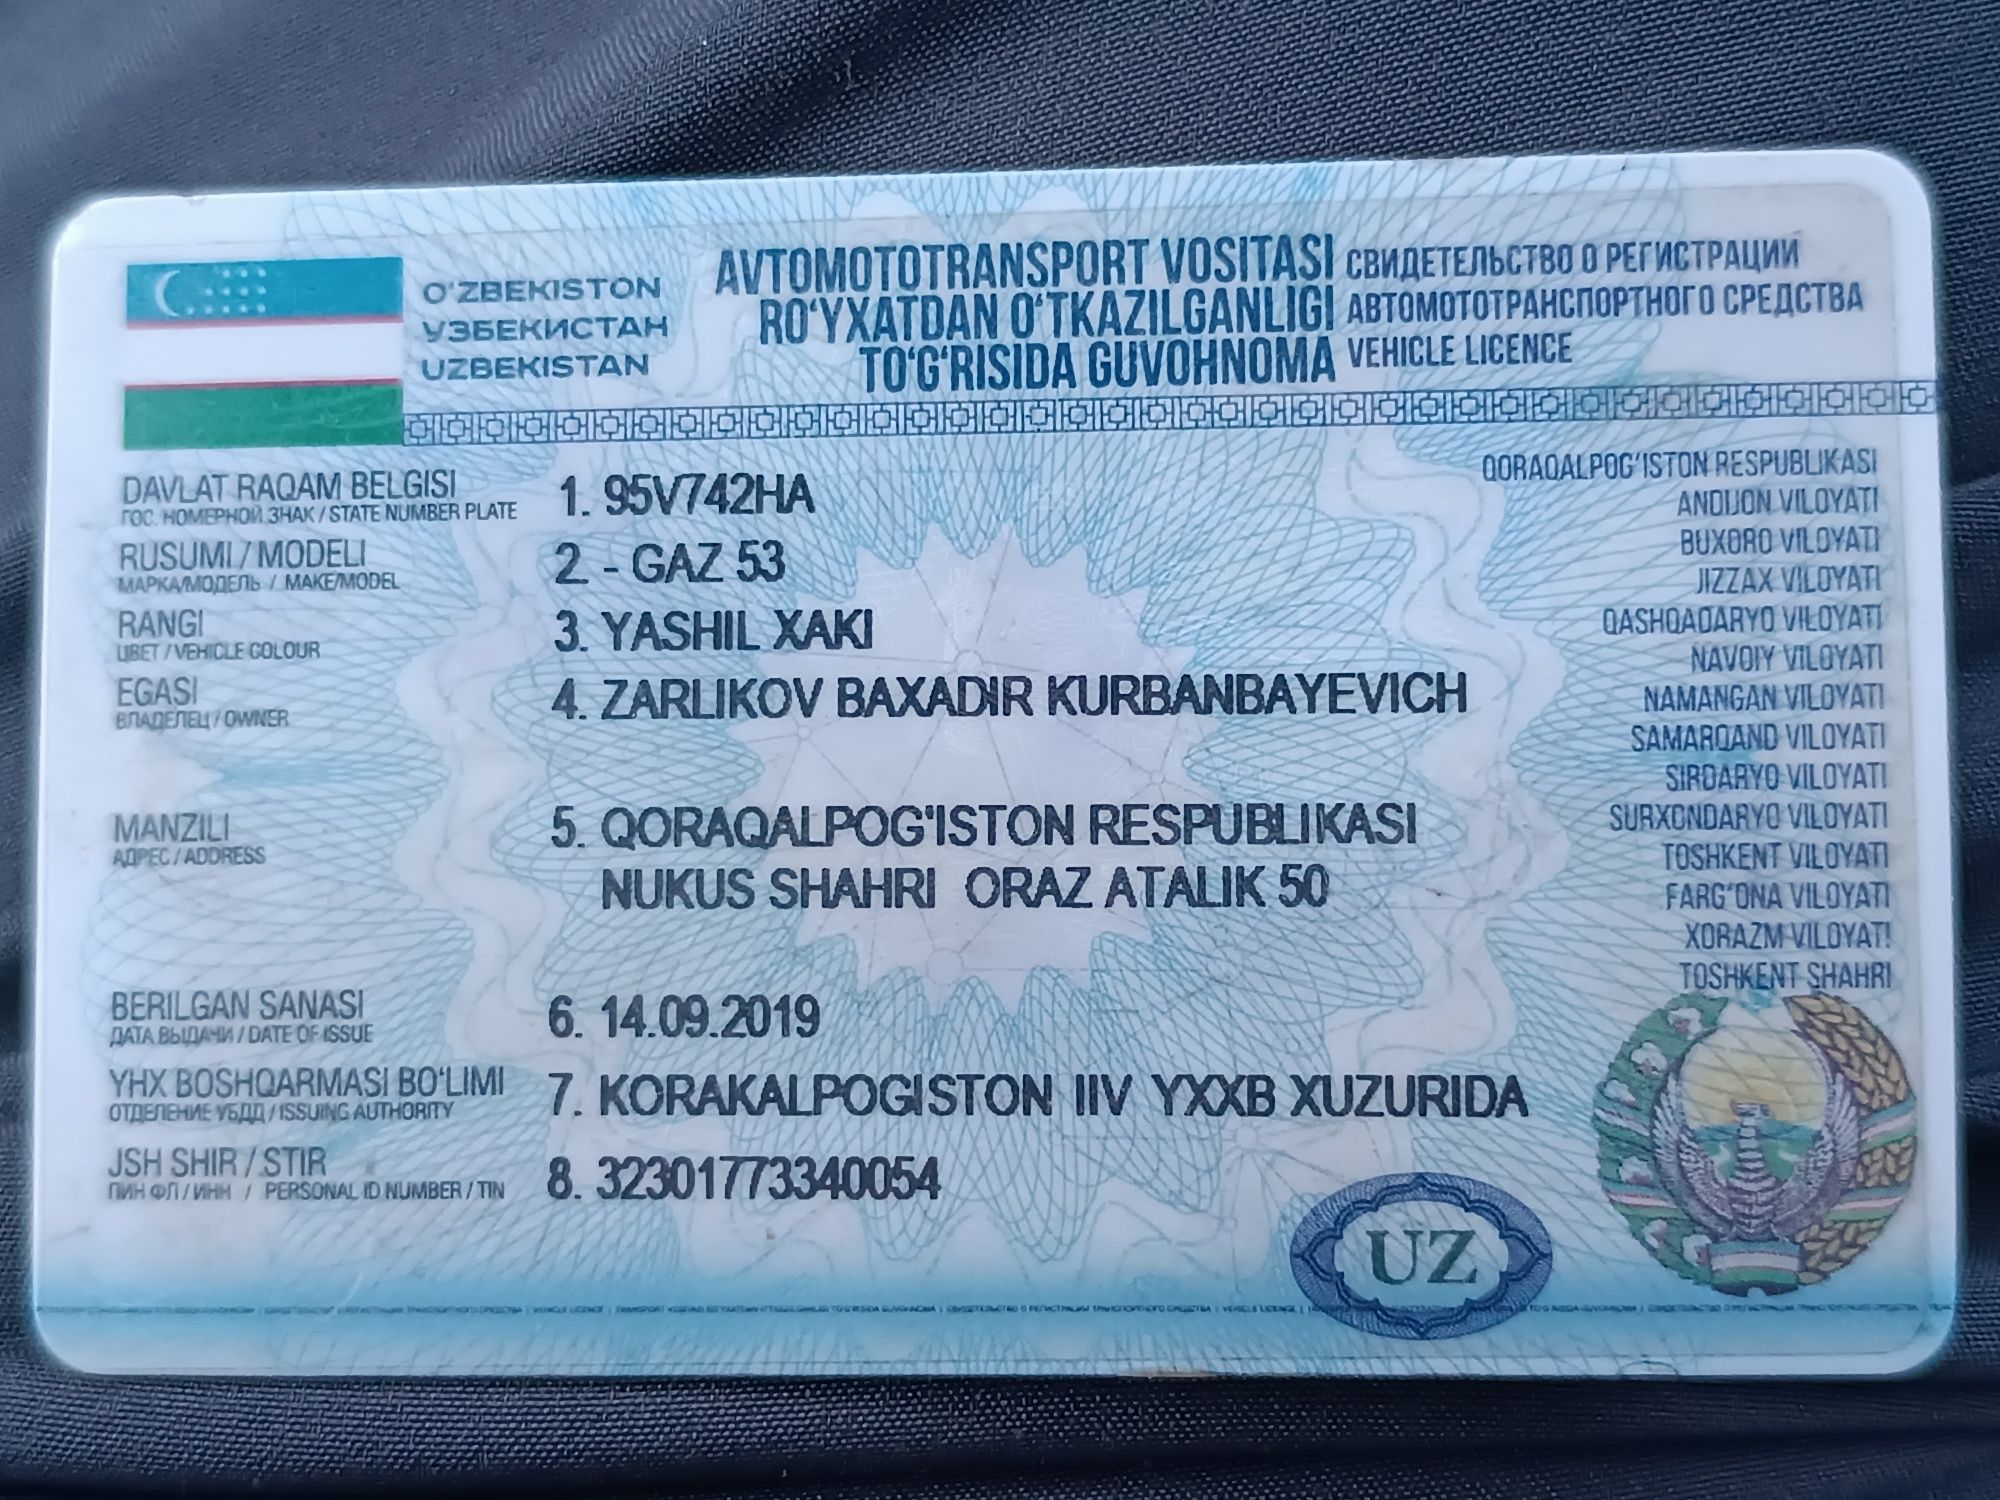 O'ZBEKISTON
УЗБЕКИСТАН
UZBEKISTAN
AVTOMOTOTRANSPORT VOSITASI
RO'YXATDAN O'TKAZILGANLIGI
TO'G'RISIDA GUVOHNOMA
СВИДЕТЕЛЬСТВО О РЕГИСТРАЦИИ
АВТОМОТОТРАНСПОРТНОГО СРЕДСТВА
VEHICLE LICENCE
DAVLAT RAQAM BELGISI
ГОС. НОМЕРНОЙ ЗНАК / STATE NUMBER PLATE
1. 95V742HA
RUSUMI / MODELI
МАРКА/МОДЕЛЬ / MAKE/MODEL
2. - GAZ 53
RANGI
ЦВЕТ / VEHICLE COLOUR
3. YASHIL XAKI
EGASI
ВЛАДЕЛЕЦ / OWNER
4. ZARLIKOV BAXADIR KURBANBAYEVICH
MANZILI
АДРЕС / ADDRESS
5. QORAQALPOG'ISTON RESPUBLIKASI
NUKUS SHAHRI ORAZ ATALIK 50
BERILGAN SANASI
ДАТА ВЫДАЧИ / DATE OF ISSUE
6. 14.09.2019
YHX BOSHQARMASI BO'LIMI
ОТДЕЛЕНИЕ УБДД / ISSUING AUTHORITY
7. KORAKALPOGISTON IIV YXXB XUZURIDA
JSH SHIR / STIR
ПИН ФЛ / ИНН / PERSONAL ID NUMBER / TIN
8. 32301773340054
QORAQALPOG'ISTON RESPUBLIKASI
ANDIJON VILOYATI
BUXORO VILOYATI
JIZZAX VILOYATI
QASHQADARYO VILOYATI
NAVOIY VILOYATI
NAMANGAN VILOYATI
SAMARQAND VILOYATI
SIRDARYO VILOYATI
SURXONDARYO VILOYATI
TOSHKENT VILOYATI
FARG'ONA VILOYATI
XORAZM VILOYATI
TOSHKENT SHAHRI
UZ